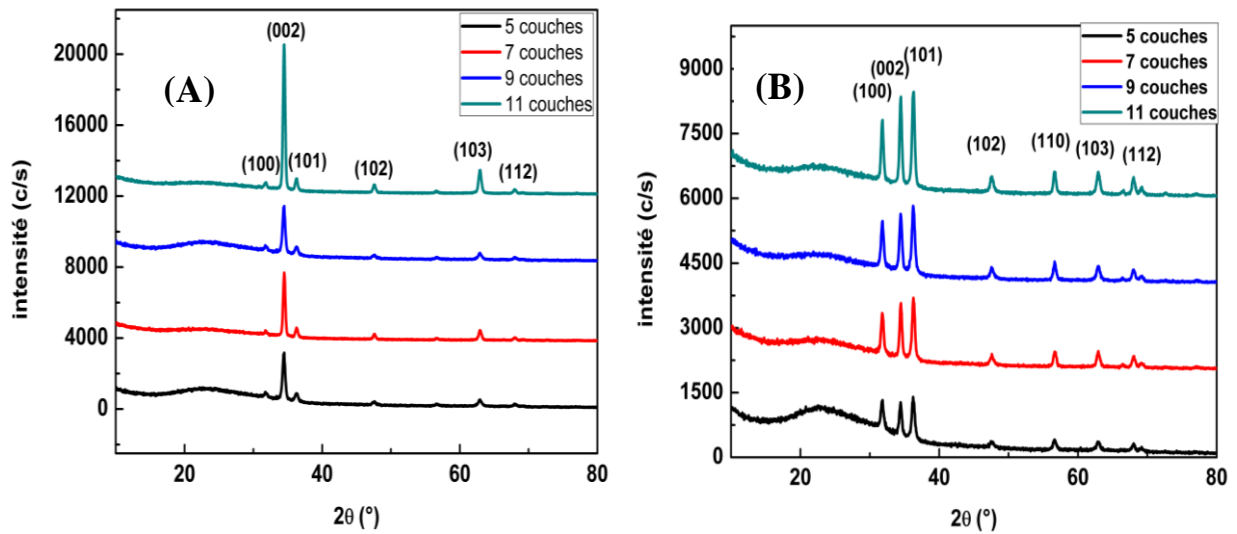 (A)
5 couches
7 couches
9 couches
11 couches
(002)
(100)
(101)
(102)
(103)
(112)
20000
16000
12000
8000
4000
0
20
40
60
80
intensité (c/s)
2θ (°)
(B)
5 couches
7 couches
9 couches
11 couches
(101)
(002)
(100)
(102)
(110)
(103)
(112)
9000
7500
6000
4500
3000
1500
0
20
40
60
80
intensité (c/s)
2θ (°)